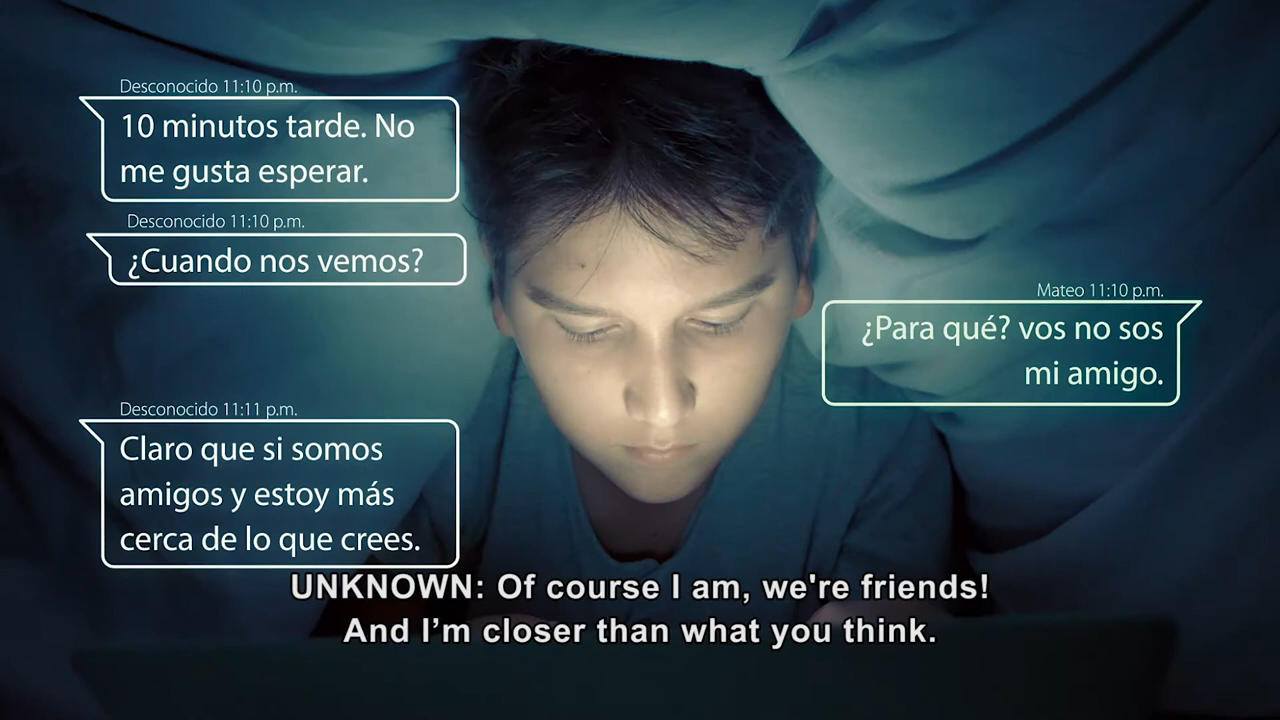 Desconocido 11:10 p.m.
10 minutos tarde. No
me gusta esperar.
Desconocido 11:10 p.m.
¿Cuando nos vemos?
Mateo 11:10 p.m.
¿Para qué? vos no sos
mi amigo.
Desconocido 11:11 p.m.
Claro que si somos
amigos y estoy más
cerca de lo que crees.
UNKNOWN: Of course I am, we're friends!
And I’m closer than what you think.